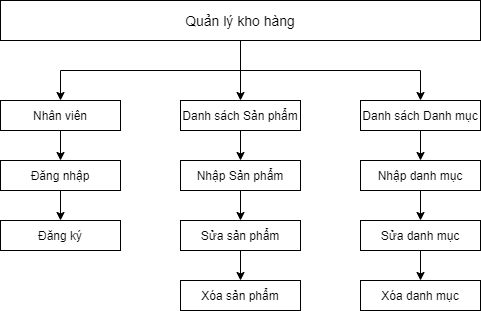 Quản lý kho hàng
Nhân viên
Danh sách Sản phẩm
Danh sách Danh mục
Đăng nhập
Nhập Sản phẩm
Nhập danh mục
Đăng ký
Sửa sản phẩm
Sửa danh mục
Xóa sản phẩm
Xóa danh mục